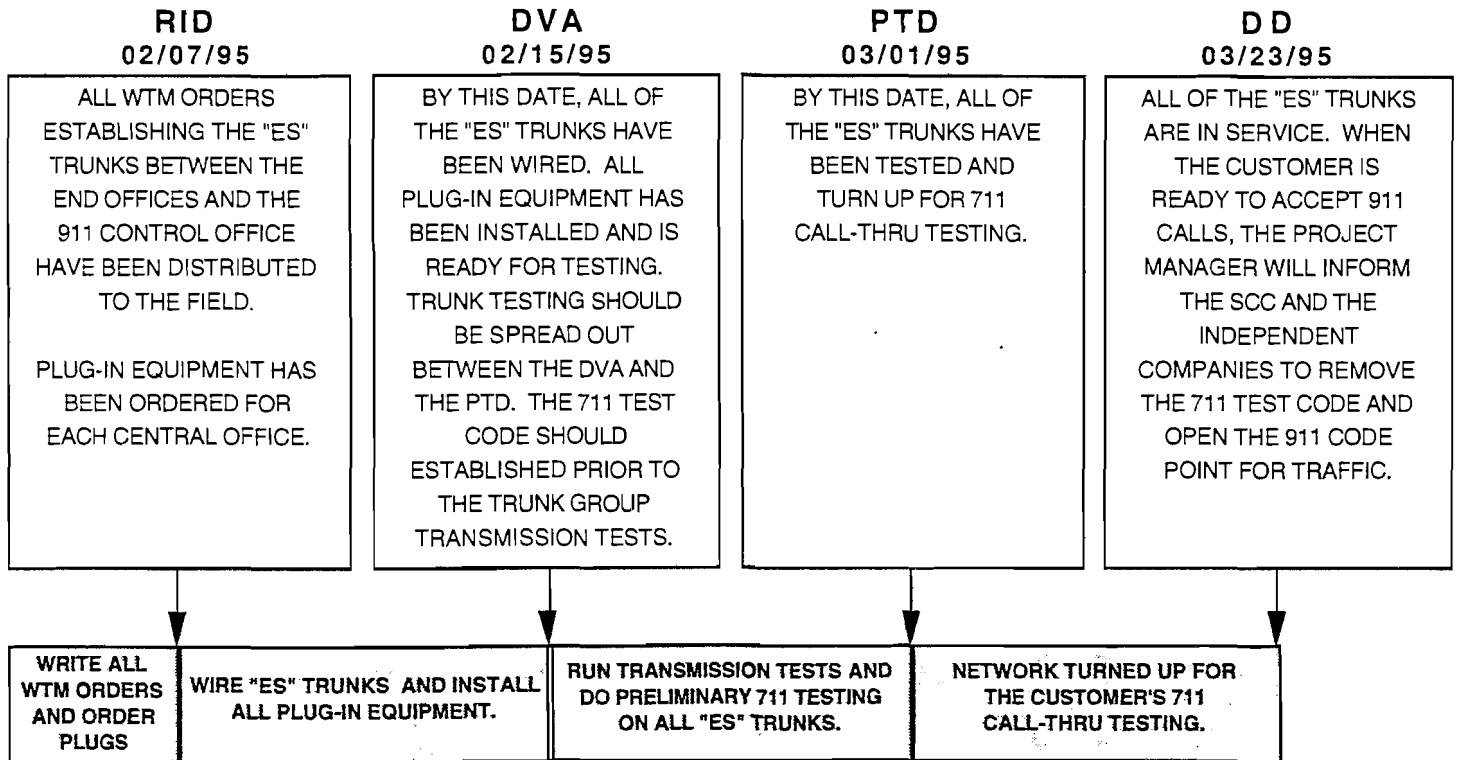 RID
02/07/95
ALL WTM ORDERS
ESTABLISHING THE "ES"
TRUNKS BETWEEN THE
END OFFICES AND THE
911 CONTROL OFFICE
HAVE BEEN DISTRIBUTED
TO THE FIELD.
PLUG-IN EQUIPMENT HAS
BEEN ORDERED FOR
EACH CENTRAL OFFICE.
DVA
02/15/95
BY THIS DATE, ALL OF
THE "ES" TRUNKS HAVE
BEEN WIRED. ALL
PLUG-IN EQUIPMENT HAS
BEEN INSTALLED AND IS
READY FOR TESTING.
TRUNK TESTING SHOULD
BE SPREAD OUT
BETWEEN THE DVA AND
THE PTD. THE 711 TEST
CODE SHOULD
ESTABLISHED PRIOR TO
THE TRUNK GROUP
TRANSMISSION TESTS.
PTD
03/01/95
BY THIS DATE, ALL OF
THE "ES" TRUNKS HAVE
BEEN TESTED AND
TURN UP FOR 711
CALL-THRU TESTING.
DD
03/23/95
ALL OF THE "ES" TRUNKS
ARE IN SERVICE. WHEN
THE CUSTOMER IS
READY TO ACCEPT 911
CALLS, THE PROJECT
MANAGER WILL INFORM
THE SCC AND THE
INDEPENDENT
COMPANIES TO REMOVE
THE 711 TEST CODE AND
OPEN THE 911 CODE
POINT FOR TRAFFIC.
WRITE ALL
WTM ORDERS
AND ORDER
PLUGS
WIRE "ES" TRUNKS AND INSTALL
ALL PLUG-IN EQUIPMENT.
RUN TRANSMISSION TESTS AND
DO PRELIMINARY 711 TESTING
ON ALL "ES" TRUNKS.
NETWORK TURNED UP FOR
THE CUSTOMER'S 711
CALL-THRU TESTING.